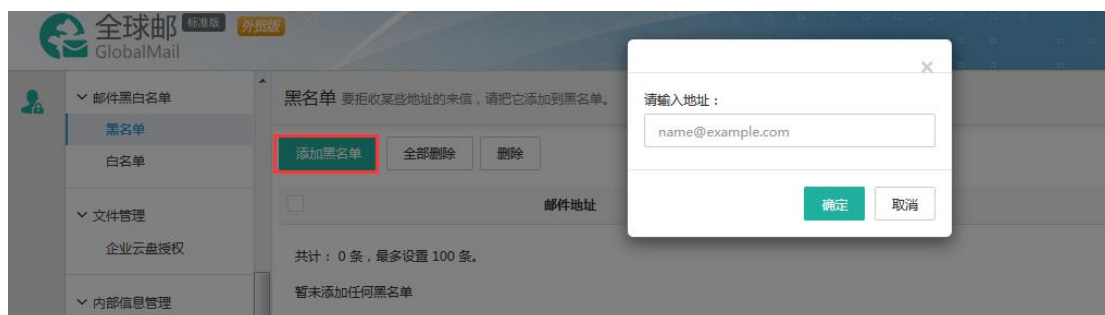 全球邮 标准版 外贸版
GlobalMail
邮件黑白名单
黑名单
白名单
文件管理
企业云盘授权
内部信息管理
黑名单 要拒收某些地址的来信，请把它添加到黑名单。
添加黑名单 全部删除 删除
邮件地址
共计： 0 条，最多设置 100 条。
暂未添加任何黑名单
×
请输入地址：
name@example.com
确定 取消